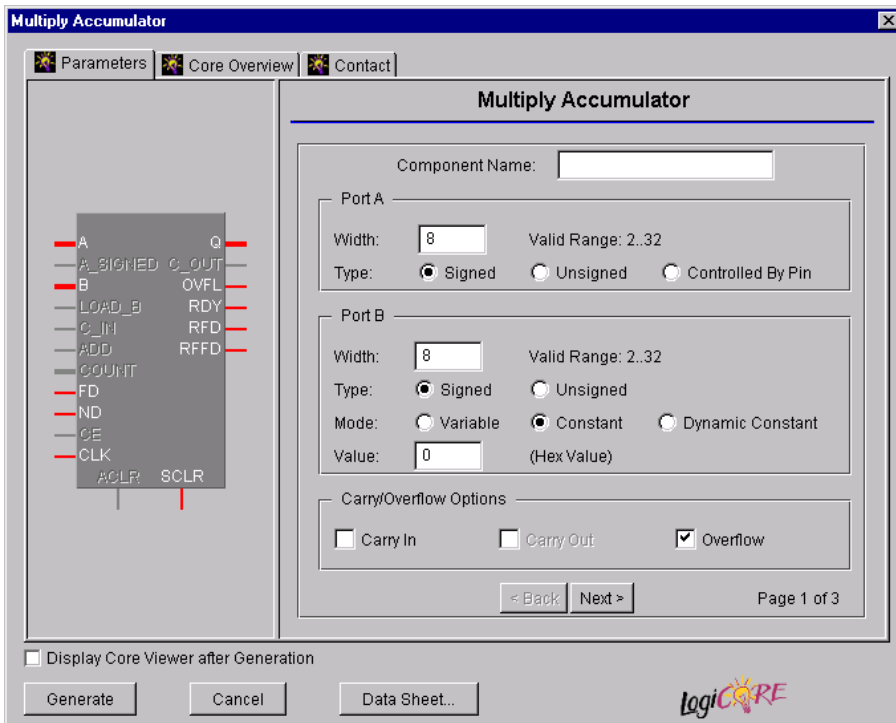 Multiply Accumulator
Parameters Core Overview Contact
Multiply Accumulator
Component Name:
Port A
Width: 8 Valid Range: 2..32
Type: Signed Unsigned Controlled By Pin
Port B
Width: 8 Valid Range: 2..32
Type: Signed Unsigned
Mode: Variable Constant Dynamic Constant
Value: 0 (Hex Value)
Carry/Overflow Options
Carry In Carry Out Overflow
< Back Next > Page 1 of 3
A Q
A_SIGNED C_OUT
B OVFL
LOAD_B RDY
C_IN RFD
ADD RFFD
COUNT
FD
ND
CE
CLK
ACLR SCLR
Display Core Viewer after Generation
Generate Cancel Data Sheet...
LogiCORE